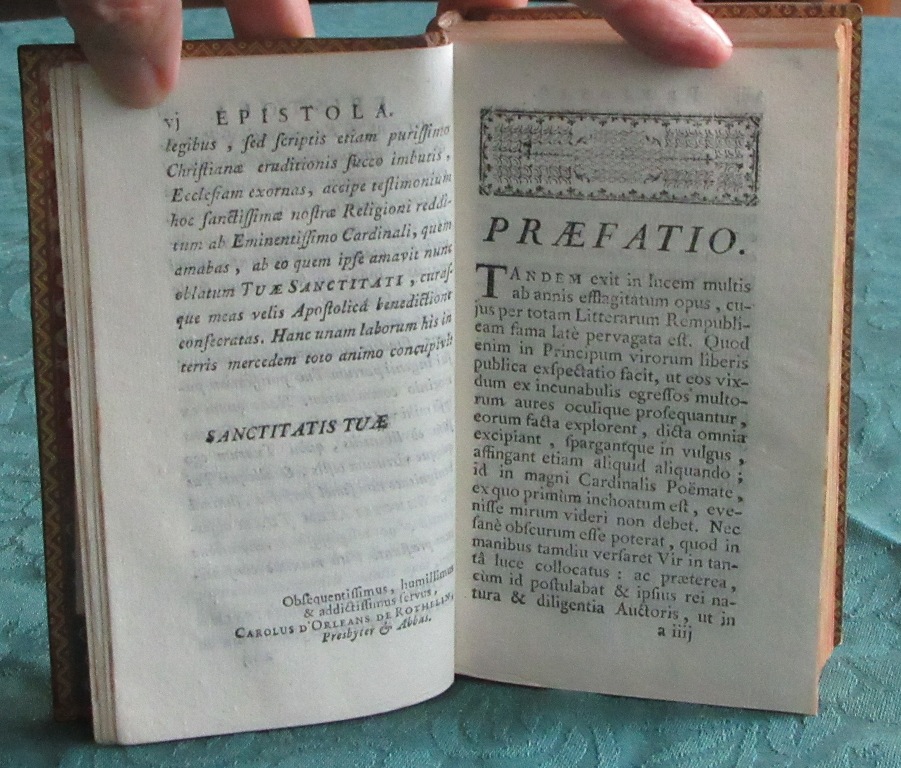 vj EPISTOLA.
legibus , ſed ſcriptis etiam puriſſimo
Chriſtianæ eruditionis ſucco imbutis ,
Eccleſiam exornas, accipe teſtimonium
hoc ſanctiſſimæ noſtræ Religioni reddi-
tum ab Eminentiſſimo Cardinali, quem
amabas , ab eo quem ipſe amavit nunc
oblatum TUÆ SANCTITATI , curaſ-
que meas velis Apoſtolicâ benedictione
conſecratas. Hanc unam laborum his in
terris mercedem toto animo concupivit
SANCTITATIS TUÆ
Obſequentiſſimus, humillimus
& addictiſſimus ſervus,
CAROLUS D'ORLEANS DE ROTHELIN,
Presbyter & Abbas.
PRÆFATIO.
TANDEM exit in lucem multis
ab annis efflagitatum opus , cu-
jus per totam Litterarum Rempubli-
cam fama latè pervagata eſt. Quod
enim in Principum virorum liberis
publica exſpectatio facit, ut eos vix-
dum ex incunabulis egreſſos multo-
rum aures oculique proſequantur,
eorum facta explorent, dicta omnia
excipiant , ſpargantque in vulgus ,
affingant etiam aliquid aliquando ;
id in magni Cardinalis Poëmate ,
ex quo primùm inchoatum eſt, eve-
niſſe mirum videri non debet. Nec
ſanè obſcurum eſſe poterat, quod in
manibus tamdiu verſaret Vir in tan-
tâ luce collocatus : ac præterea ,
cùm id poſtulabat & ipſius rei na-
tura & diligentia Auctoris, ut in
a iiij